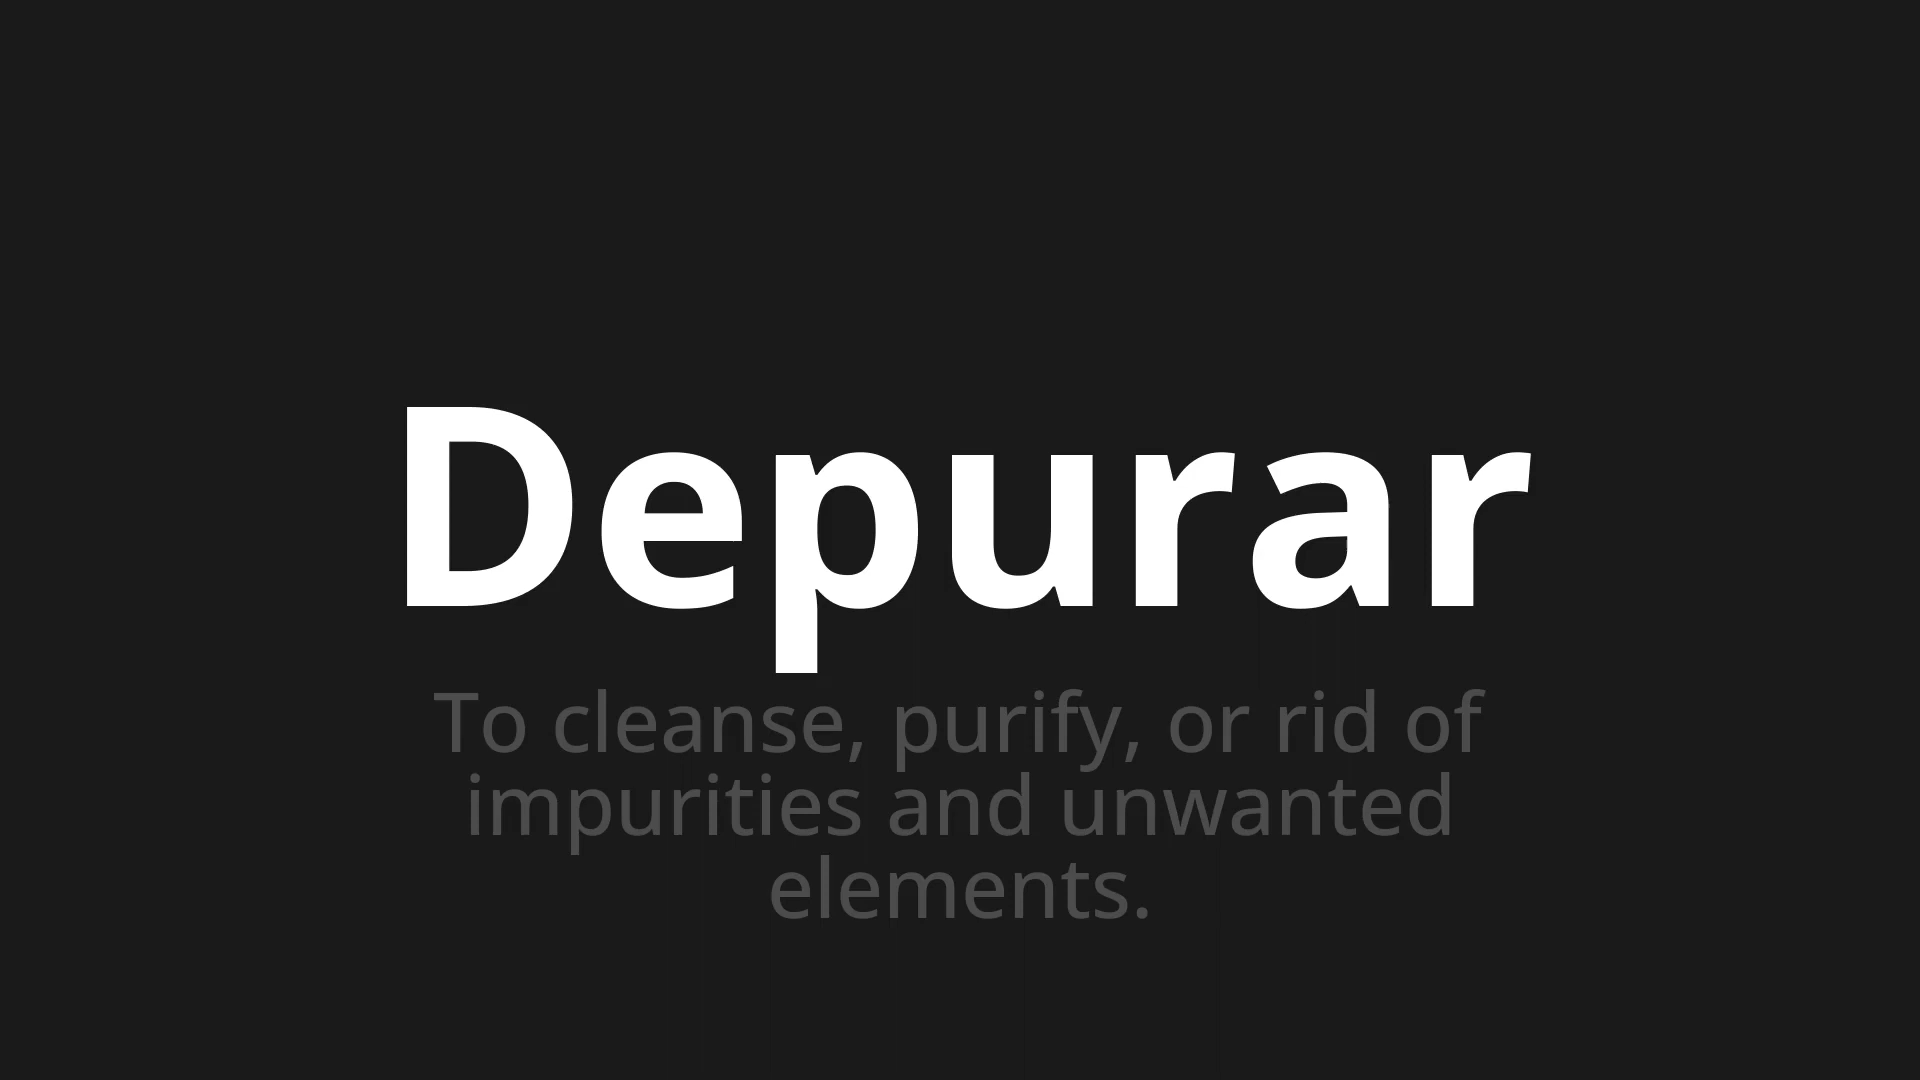 Depurar
To cleanse, purify, or rid of
impurities and unwanted
elements.